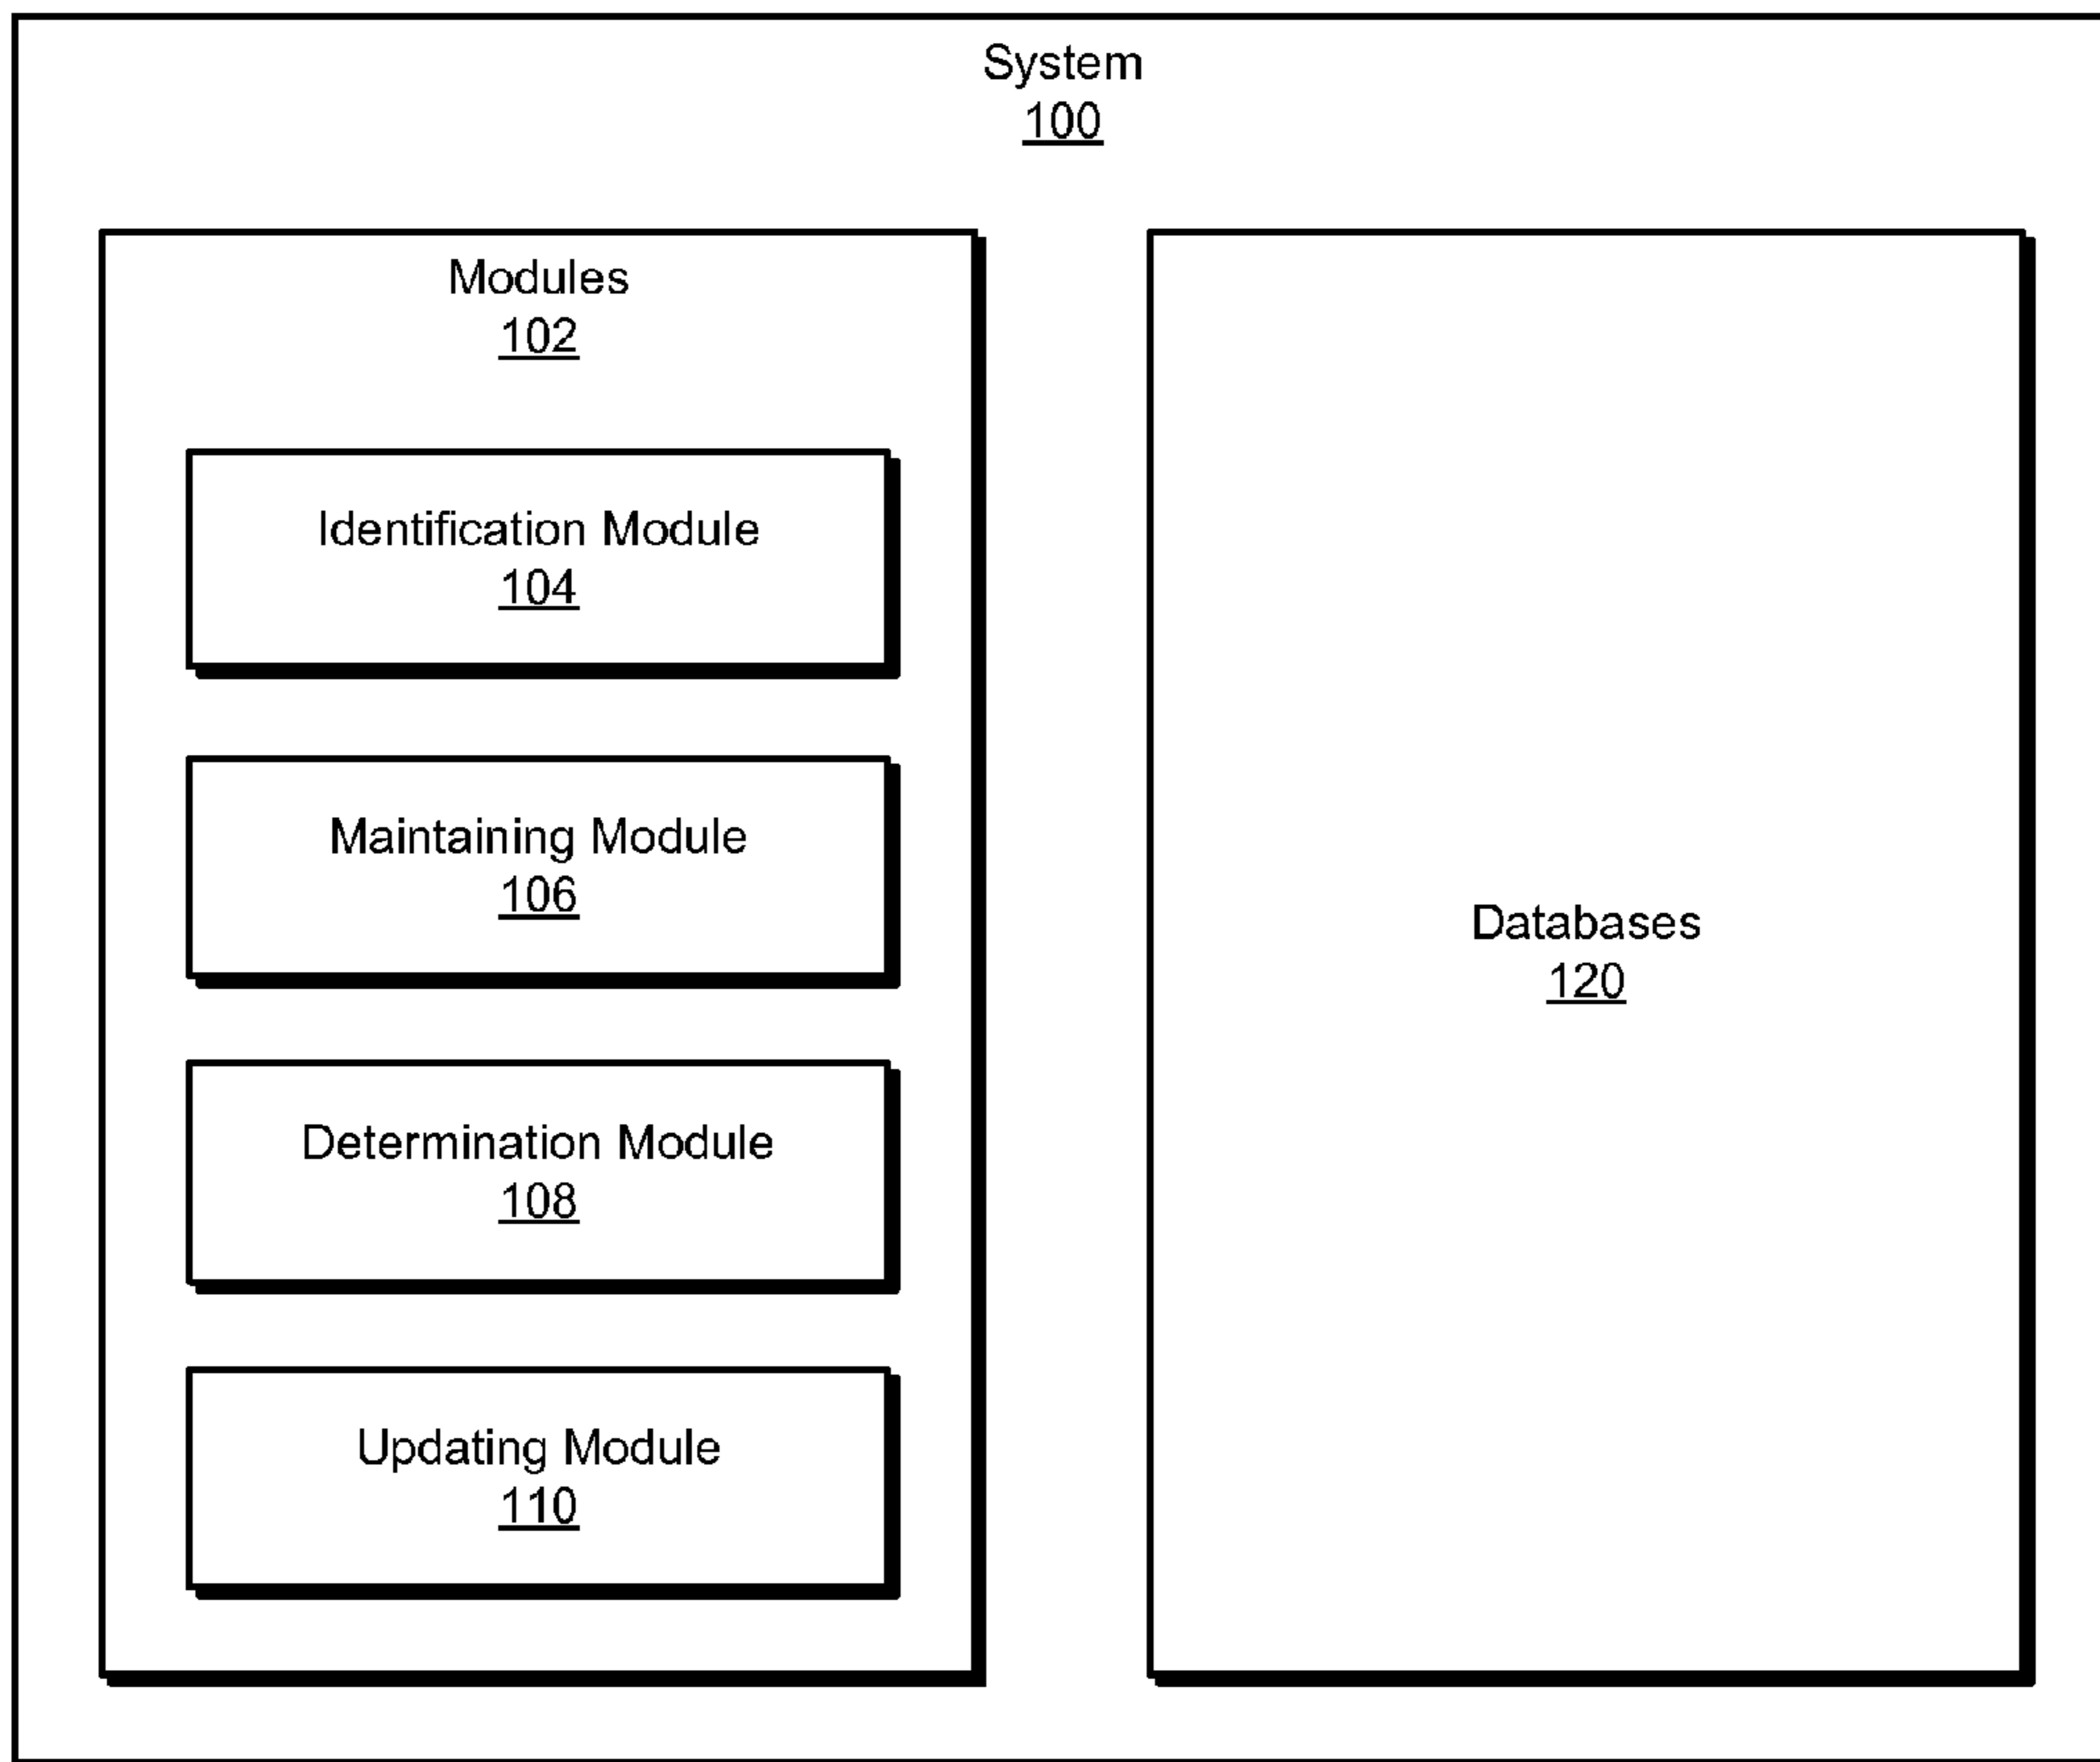 System
100
Modules
102
Identification Module
104
Maintaining Module
106
Determination Module
108
Updating Module
110
Databases
120